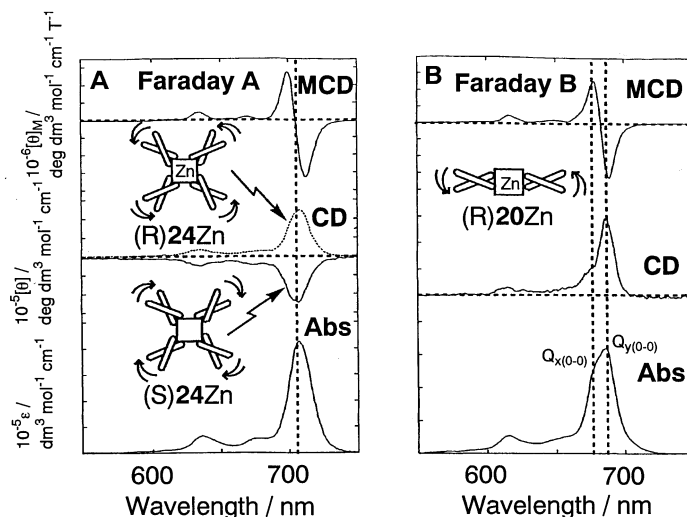 A Faraday A MCD
Zn
(R)24Zn
CD
(S)24Zn
Abs
10⁻⁶[θ]M /
deg dm³ mol⁻¹ cm⁻¹ T⁻¹
10⁻⁵[θ] /
deg dm³ mol⁻¹ cm⁻¹
10⁻⁵ε /
dm³ mol⁻¹ cm⁻¹
600 700
Wavelength / nm
B Faraday B MCD
Zn
(R)20Zn
CD
Qx(0-0) Qy(0-0)
Abs
600 700
Wavelength / nm